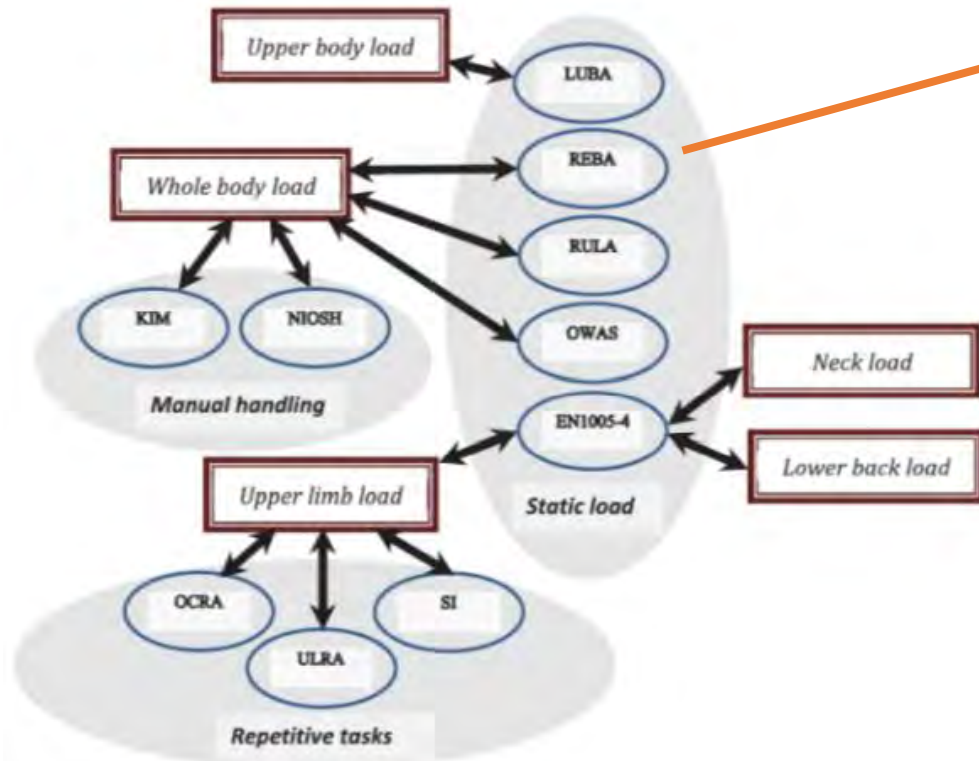 Upper body load
LUBA
REBA
Whole body load
RULA
KIM
NIOSH
OWAS
Neck load
Manual handling
EN1005-4
Lower back load
Upper limb load
Static load
OCRA
SI
ULRA
Repetitive tasks